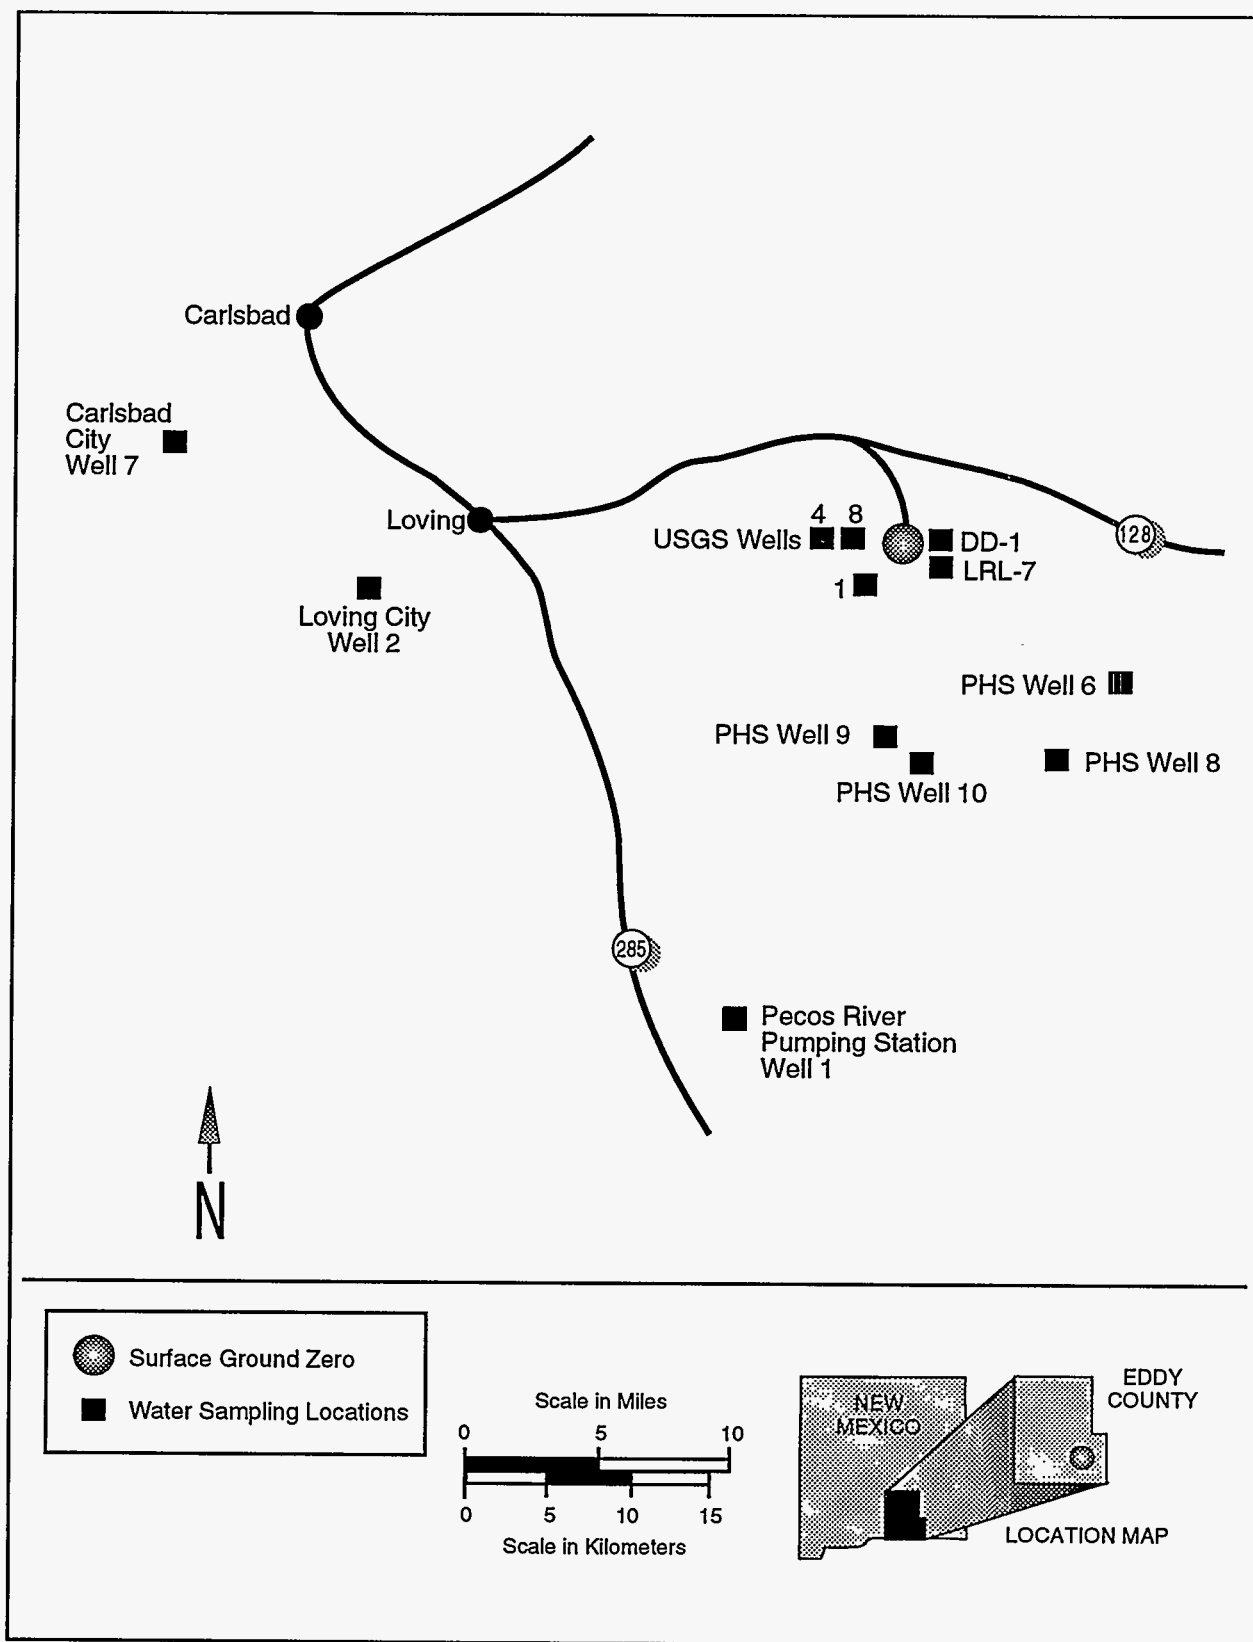 Carlsbad
Carlsbad
City
Well 7
Loving
4 8
USGS Wells
DD-1
128
LRL-7
1
Loving City
Well 2
PHS Well 6
PHS Well 9
PHS Well 8
PHS Well 10
285
Pecos River
Pumping Station
Well 1
N
Surface Ground Zero
Water Sampling Locations
Scale in Miles
0 5 10
0 5 10 15
Scale in Kilometers
NEW
MEXICO
EDDY
COUNTY
LOCATION MAP